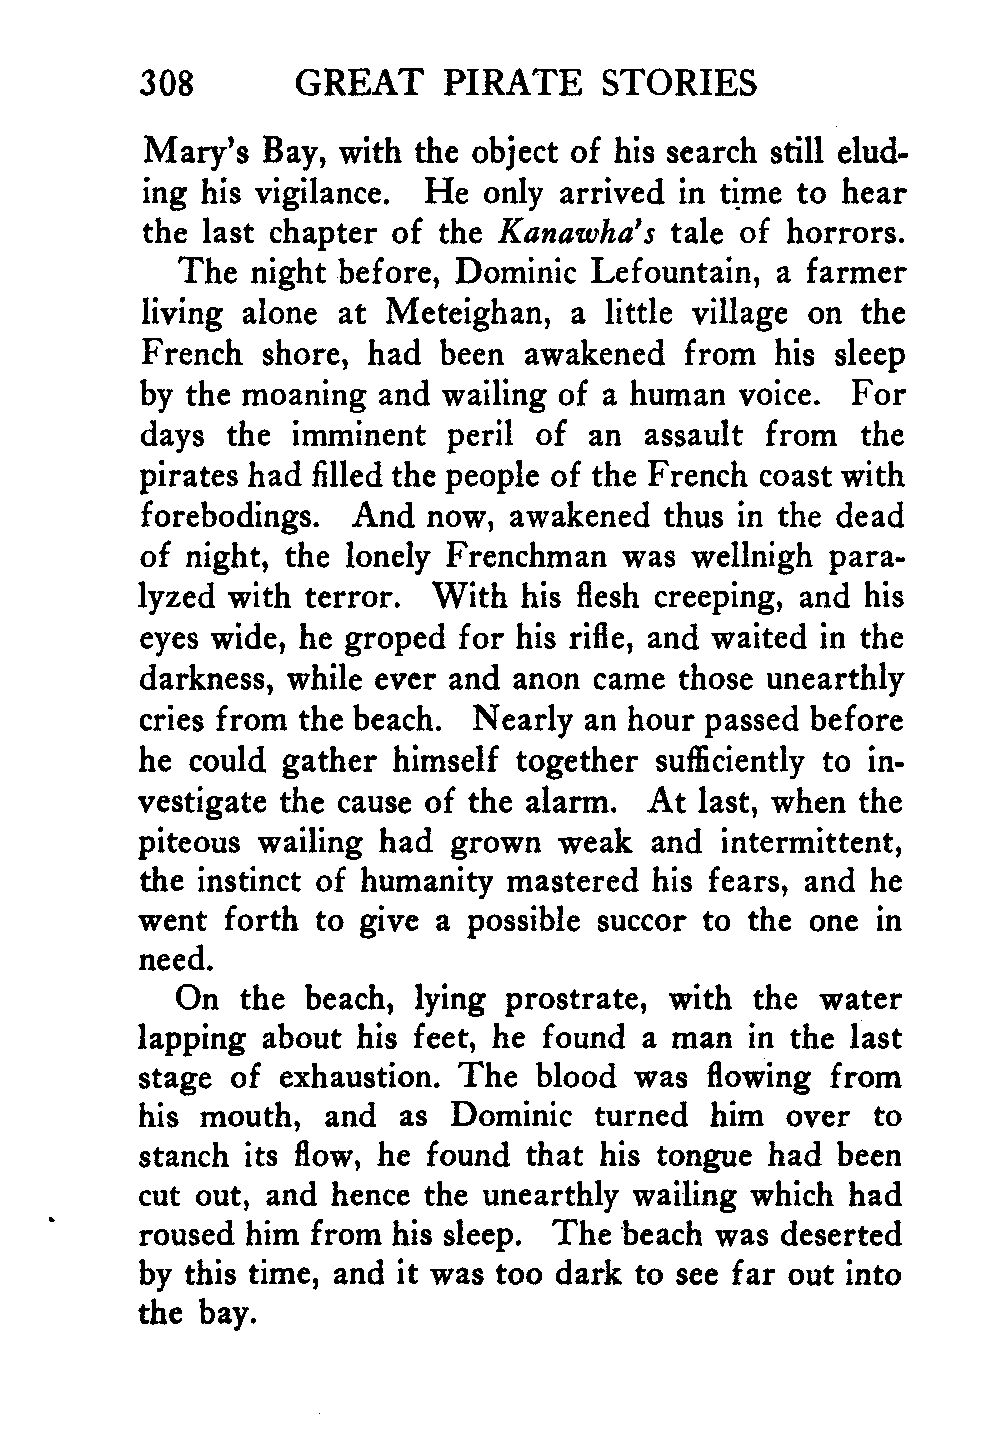 308 GREAT PIRATE STORIES
Mary's Bay, with the object of his search still elud-
ing his vigilance. He only arrived in time to hear
the last chapter of the Kanawha's tale of horrors.
The night before, Dominic Lefountain, a farmer
living alone at Meteighan, a little village on the
French shore, had been awakened from his sleep
by the moaning and wailing of a human voice. For
days the imminent peril of an assault from the
pirates had filled the people of the French coast with
forebodings. And now, awakened thus in the dead
of night, the lonely Frenchman was wellnigh para-
lyzed with terror. With his flesh creeping, and his
eyes wide, he groped for his rifle, and waited in the
darkness, while ever and anon came those unearthly
cries from the beach. Nearly an hour passed before
he could gather himself together sufficiently to in-
vestigate the cause of the alarm. At last, when the
piteous wailing had grown weak and intermittent,
the instinct of humanity mastered his fears, and he
went forth to give a possible succor to the one in
need.
On the beach, lying prostrate, with the water
lapping about his feet, he found a man in the last
stage of exhaustion. The blood was flowing from
his mouth, and as Dominic turned him over to
stanch its flow, he found that his tongue had been
cut out, and hence the unearthly wailing which had
roused him from his sleep. The beach was deserted
by this time, and it was too dark to see far out into
the bay.